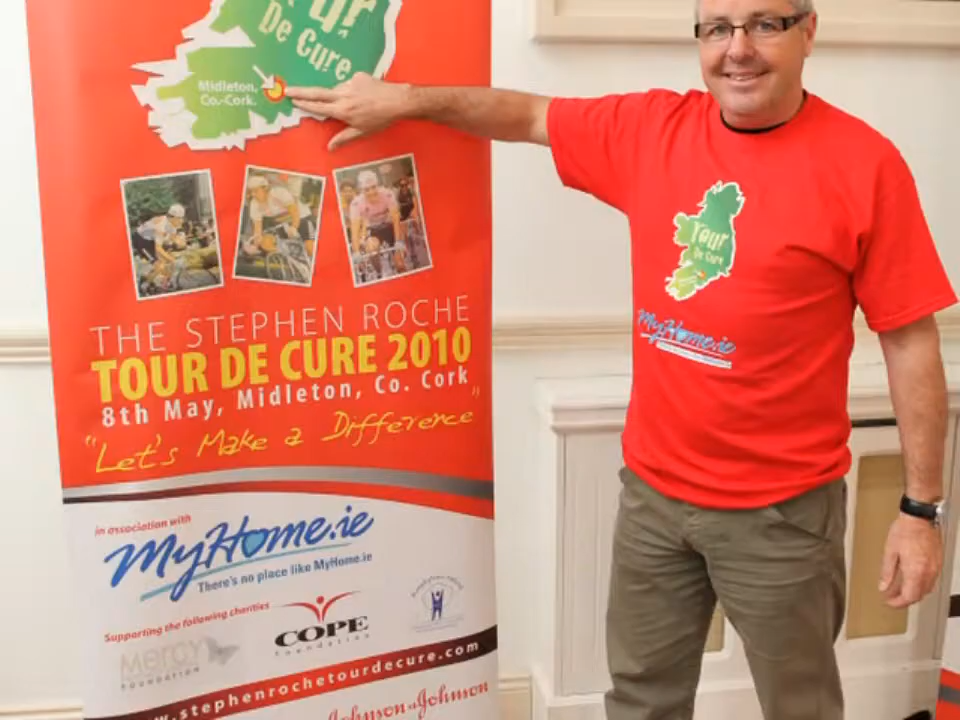 Tour
De Cure
Midleton,
Co.-Cork.
THE STEPHEN ROCHE
TOUR DE CURE 2010
8th May, Midleton, Co. Cork
"Let's Make a Difference"
in association with
MyHome.ie
There's no place like MyHome.ie
Supporting the following charities
Mercy
foundation
COPE
foundation
www.stephenrochetourdecure.com
Johnson & Johnson
Tour
De Cure
MyHome.ie